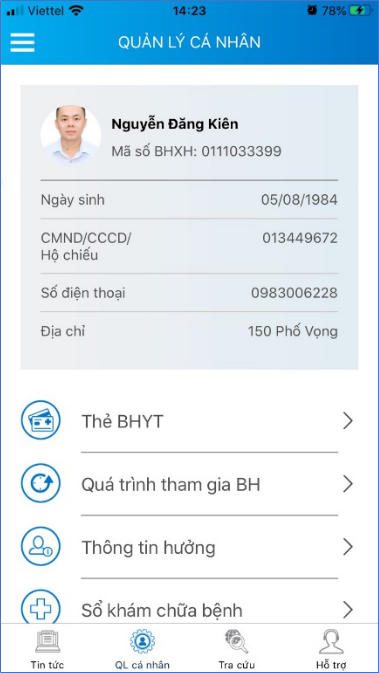 Viettel 14:23 78%
QUẢN LÝ CÁ NHÂN
Nguyễn Đăng Kiên
Mã số BHXH: 0111033399
Ngày sinh 05/08/1984
CMND/CCCD/ 013449672
Hộ chiếu
Số điện thoại 0983006228
Địa chỉ 150 Phố Vọng
Thẻ BHYT
Quá trình tham gia BH
Thông tin hưởng
Sổ khám chữa bệnh
Tin tức QL cá nhân Tra cứu Hỗ trợ